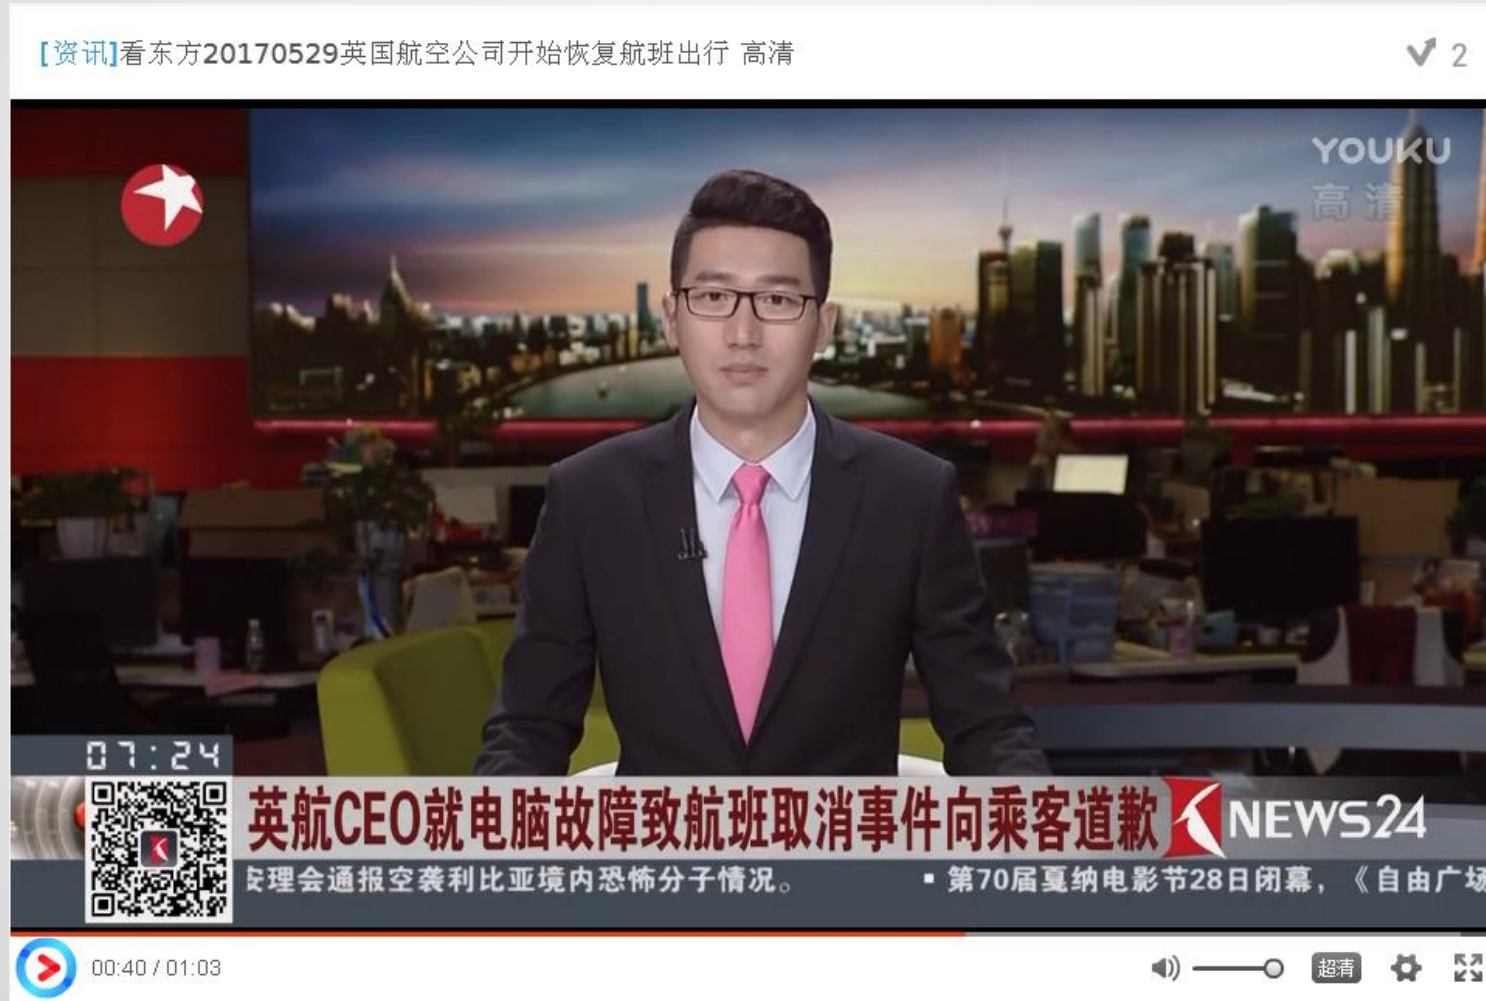 [资讯]看东方20170529英国航空公司开始恢复航班出行 高清
2
YOUKU
高清
07:24
英航CEO就电脑故障致航班取消事件向乘客道歉
NEWS24
安理会通报空袭利比亚境内恐怖分子情况。 ▪ 第70届戛纳电影节28日闭幕，《自由广场
00:40 / 01:03
超清